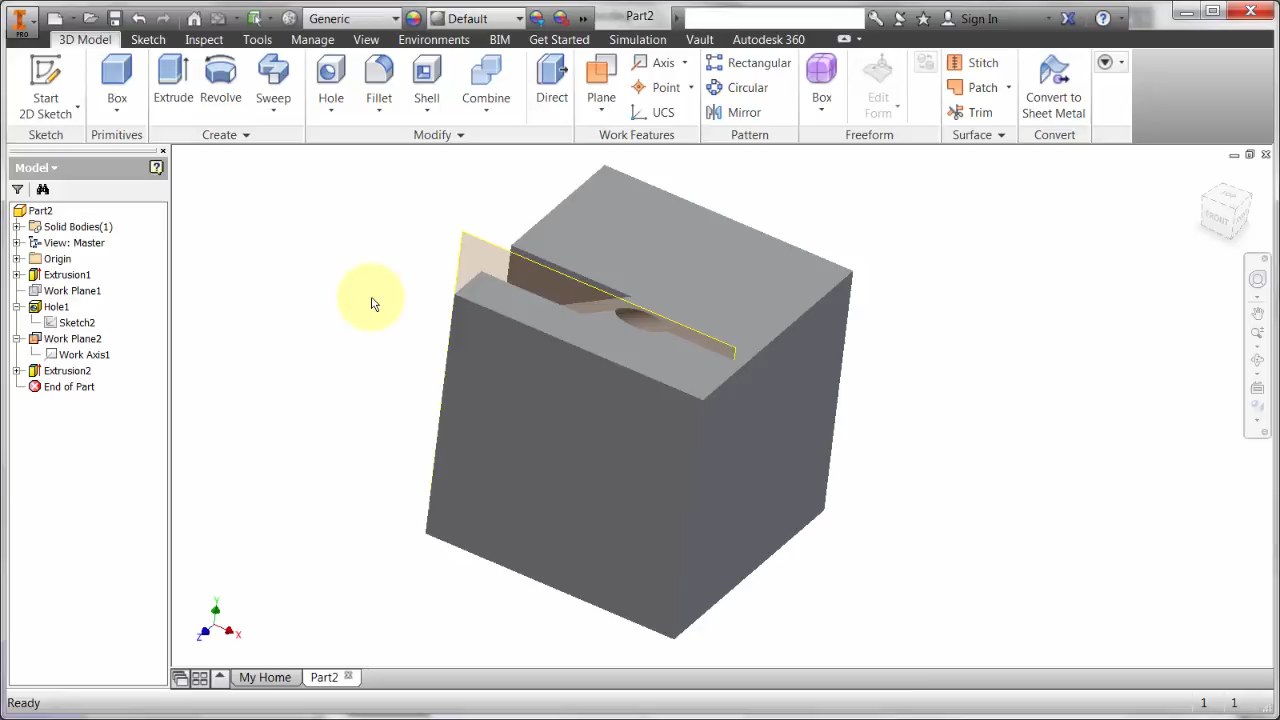 PRO
Generic
Default
Part2
Sign In
3D Model Sketch Inspect Tools Manage View Environments BIM Get Started Simulation Vault Autodesk 360
Start
2D Sketch
Box
Extrude
Revolve
Sweep
Hole
Fillet
Shell
Combine
Direct
Plane
Axis
Point
UCS
Rectangular
Circular
Mirror
Box
Edit
Form
Stitch
Patch
Trim
Convert to
Sheet Metal
Sketch
Primitives
Create
Modify
Work Features
Pattern
Freeform
Surface
Convert
Model
Part2
Solid Bodies(1)
View: Master
Origin
Extrusion1
Work Plane1
Hole1
Sketch2
Work Plane2
Work Axis1
Extrusion2
End of Part
FRONT
Y
Z
X
My Home
Part2
Ready
1 1